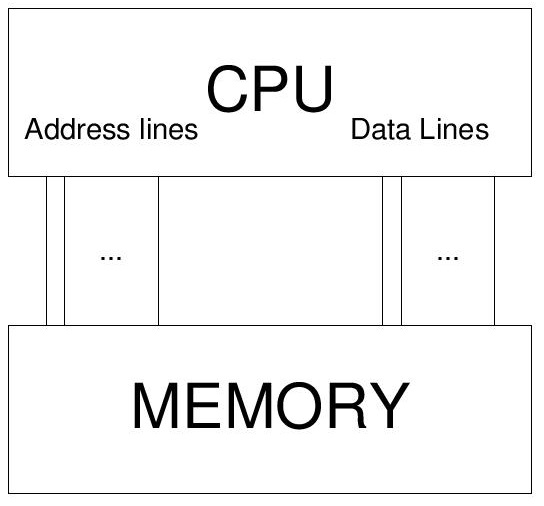 CPU
Address lines Data Lines
... ...
MEMORY